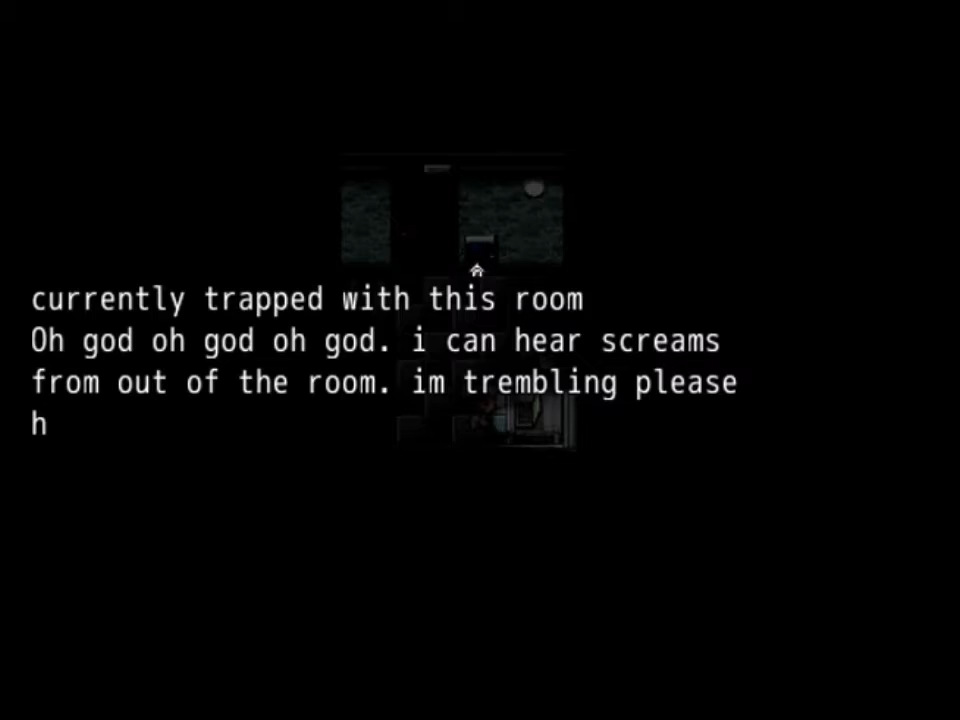 currently trapped with this room
Oh god oh god oh god. i can hear screams
from out of the room. im trembling please
h